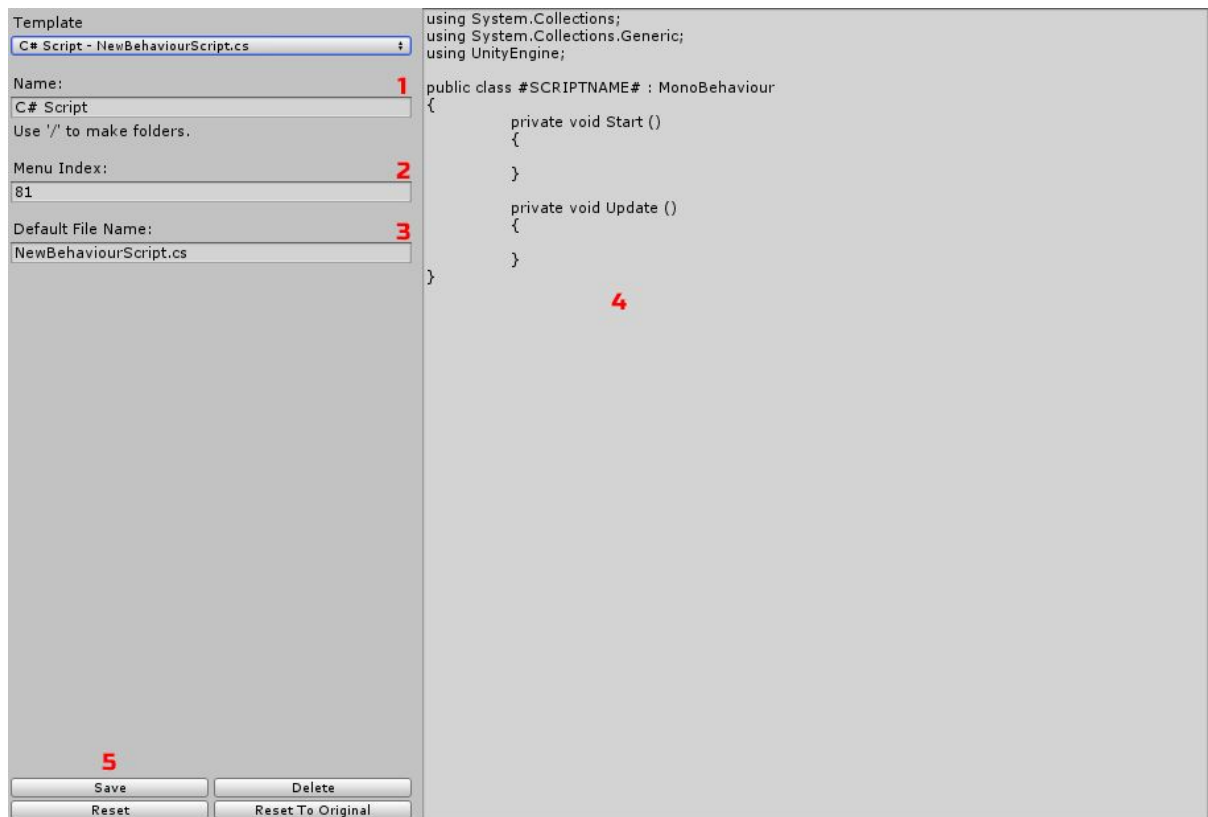 Template
C# Script - NewBehaviourScript.cs
Name:
1
C# Script
Use '/' to make folders.
Menu Index:
2
81
Default File Name:
3
NewBehaviourScript.cs
5
Save
Delete
Reset
Reset To Original
using System.Collections;
using System.Collections.Generic;
using UnityEngine;
public class #SCRIPTNAME# : MonoBehaviour
{
private void Start ()
{
}
private void Update ()
{
}
}
4